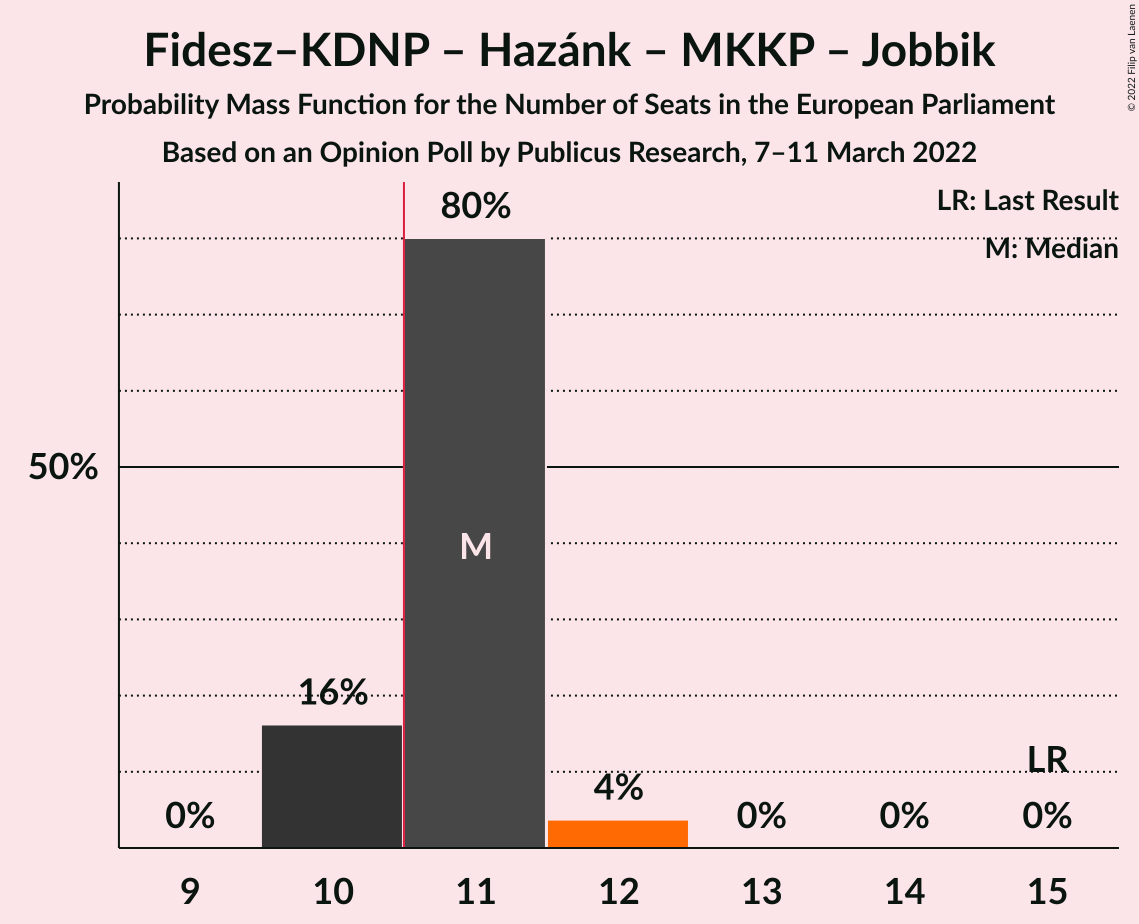 Fidesz–KDNP – Hazánk – MKKP – Jobbik
Probability Mass Function for the Number of Seats in the European Parliament
Based on an Opinion Poll by Publicus Research, 7–11 March 2022
© 2022 Filip van Laenen
LR: Last Result
M: Median
80%
50%
M
16%
LR
4%
0% 0% 0% 0%
9 10 11 12 13 14 15